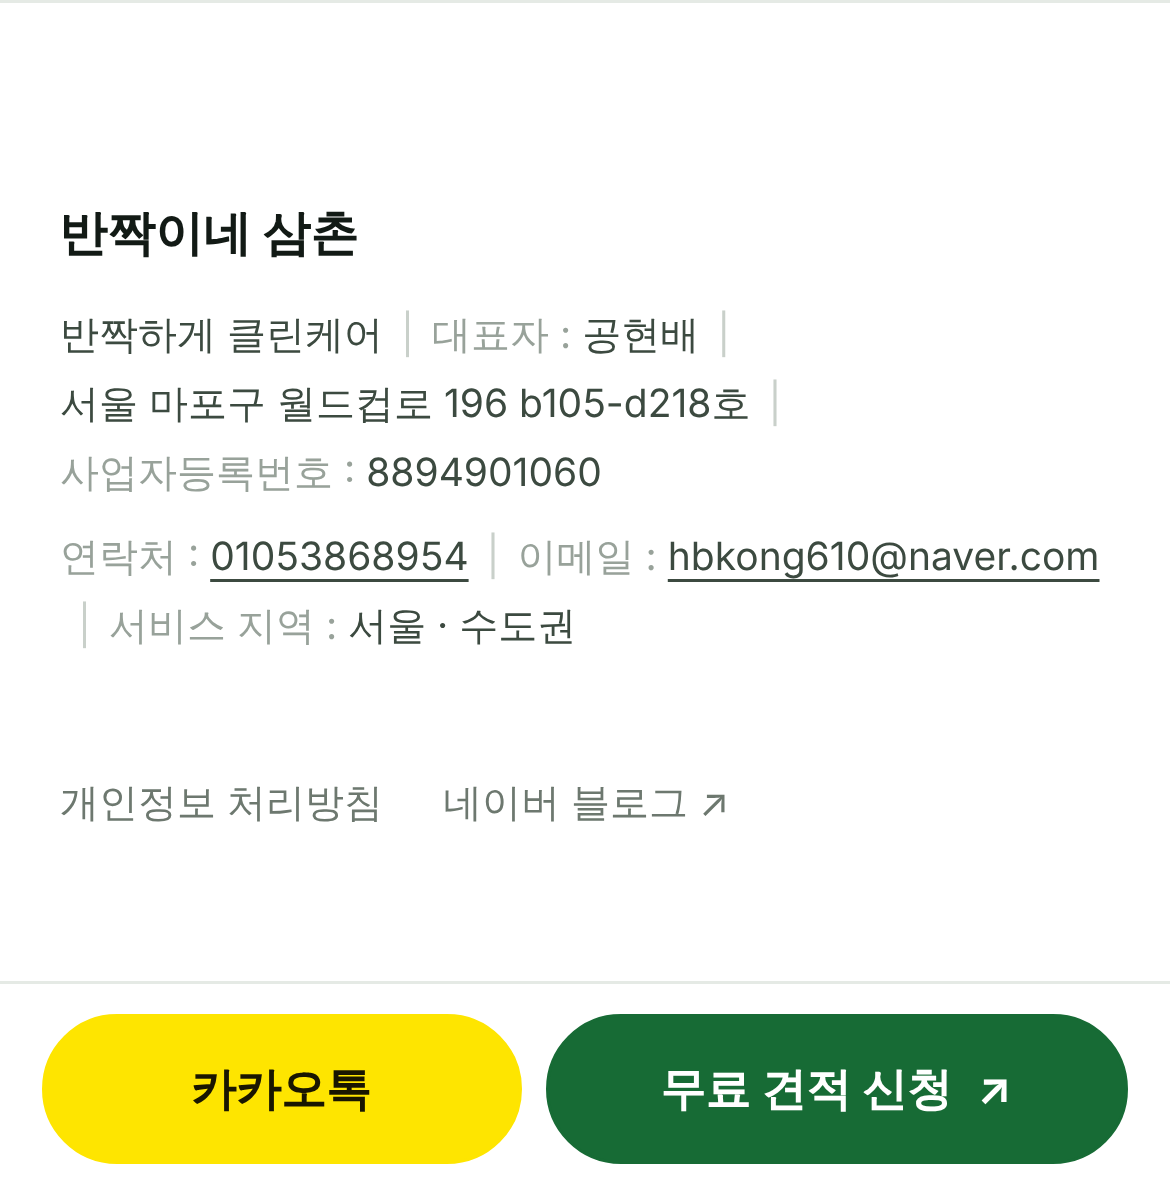 반짝이네 삼촌
반짝하게 클린케어 | 대표자 : 공현배 |
서울 마포구 월드컵로 196 b105-d218호 |
사업자등록번호 : 8894901060
연락처 : 01053868954 | 이메일 : hbkong610@naver.com
| 서비스 지역 : 서울 · 수도권
개인정보 처리방침 네이버 블로그 ↗
카카오톡 무료 견적 신청 ↗